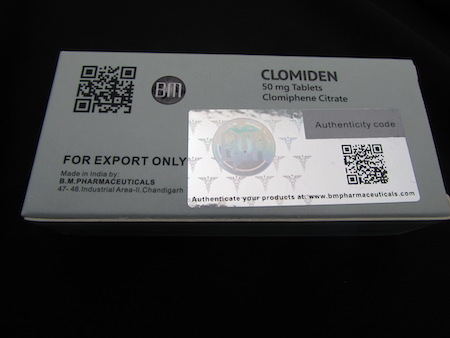 BM
CLOMIDEN
50 mg Tablets
Clomiphene Citrate
Authenticity code
FOR EXPORT ONLY
Made in India by:
B.M.PHARMACEUTICALS
47- 48.Industrial Area-II.Chandigarh
Authenticate your products at: www.bmpharmaceuticals.com